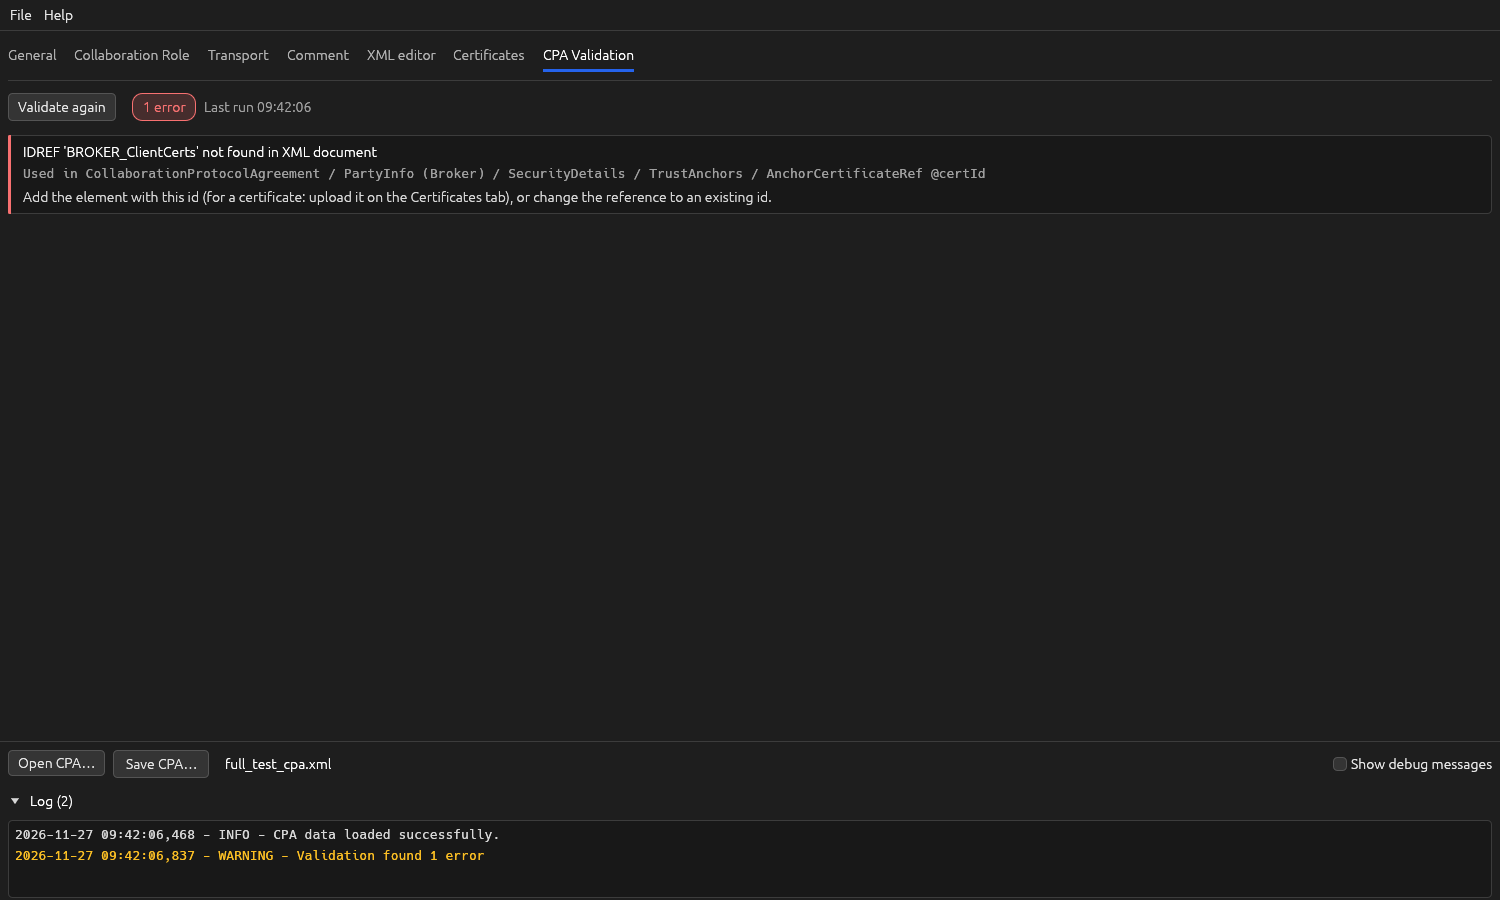 File Help
General Collaboration Role Transport Comment XML editor Certificates CPA Validation
Validate again 1 error Last run 09:42:06
IDREF 'BROKER_ClientCerts' not found in XML document
Used in CollaborationProtocolAgreement / PartyInfo (Broker) / SecurityDetails / TrustAnchors / AnchorCertificateRef @certId
Add the element with this id (for a certificate: upload it on the Certificates tab), or change the reference to an existing id.
Open CPA... Save CPA... full_test_cpa.xml Show debug messages
Log (2)
2026-11-27 09:42:06,468 - INFO - CPA data loaded successfully.
2026-11-27 09:42:06,837 - WARNING - Validation found 1 error